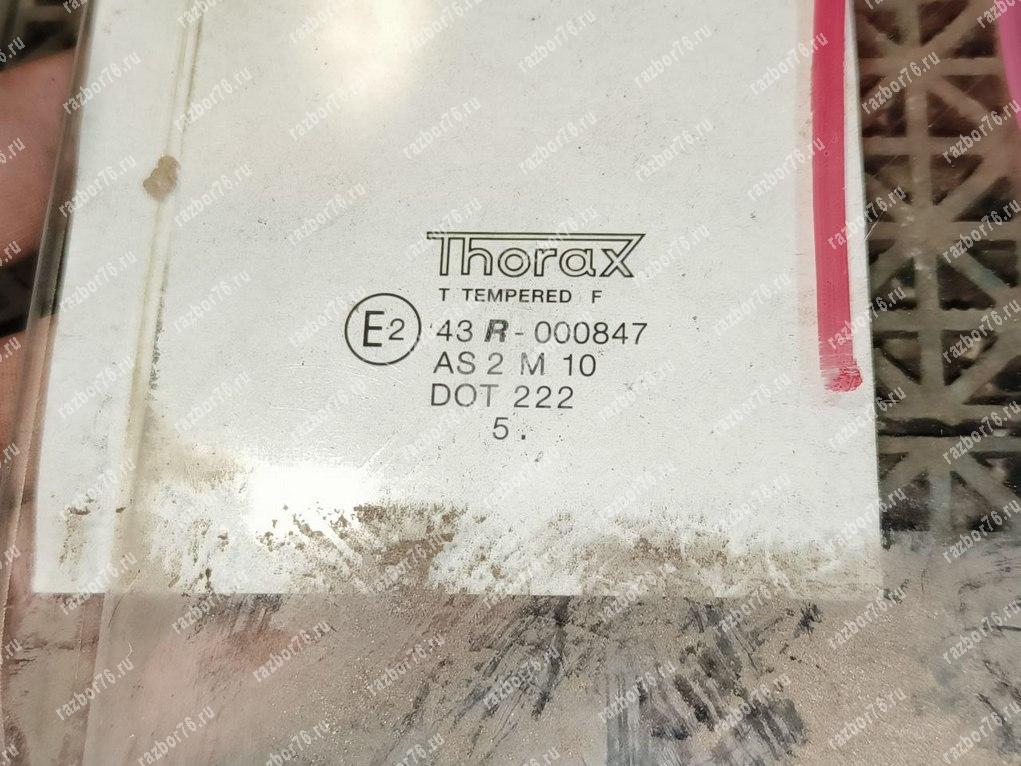 Thorax
T TEMPERED F
E2 43 R - 000847
AS 2 M 10
DOT 222
5 .
razbor76.ru